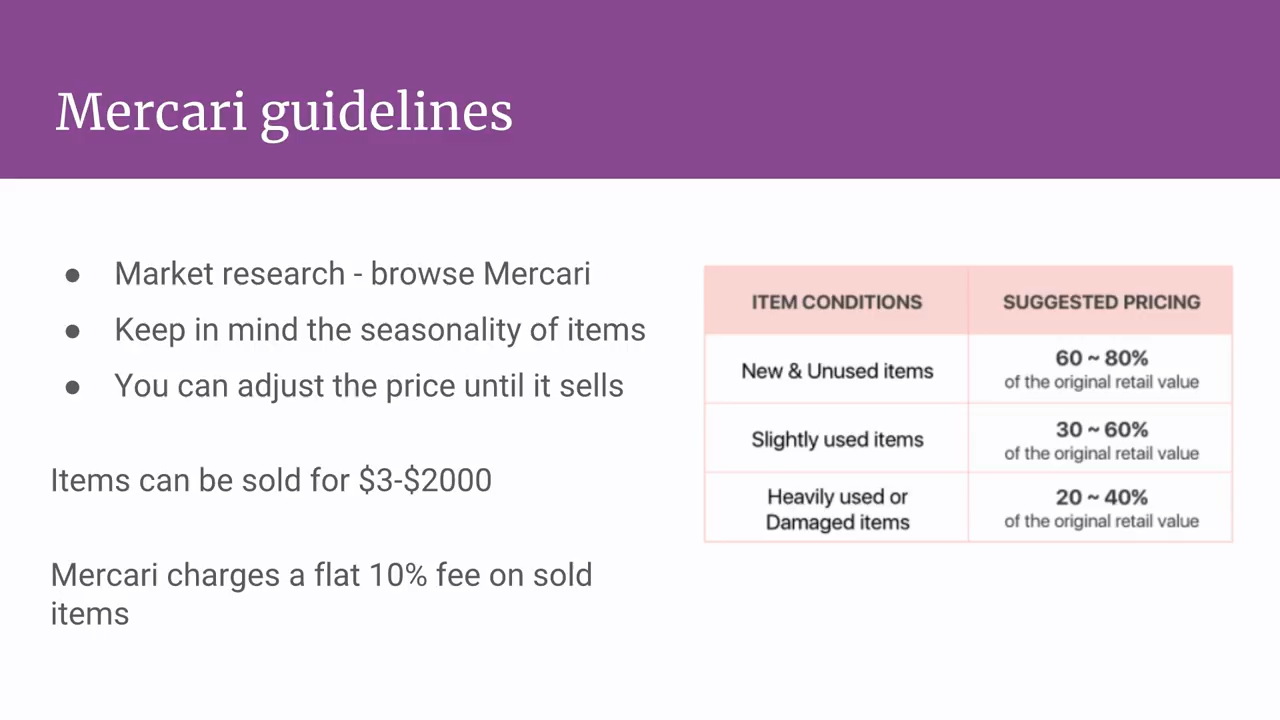 Mercari guidelines
● Market research - browse Mercari
● Keep in mind the seasonality of items
● You can adjust the price until it sells
Items can be sold for $3-$2000
Mercari charges a flat 10% fee on sold
items
ITEM CONDITIONS SUGGESTED PRICING
New & Unused items 60 ~ 80%
of the original retail value
Slightly used items 30 ~ 60%
of the original retail value
Heavily used or 20 ~ 40%
Damaged items of the original retail value